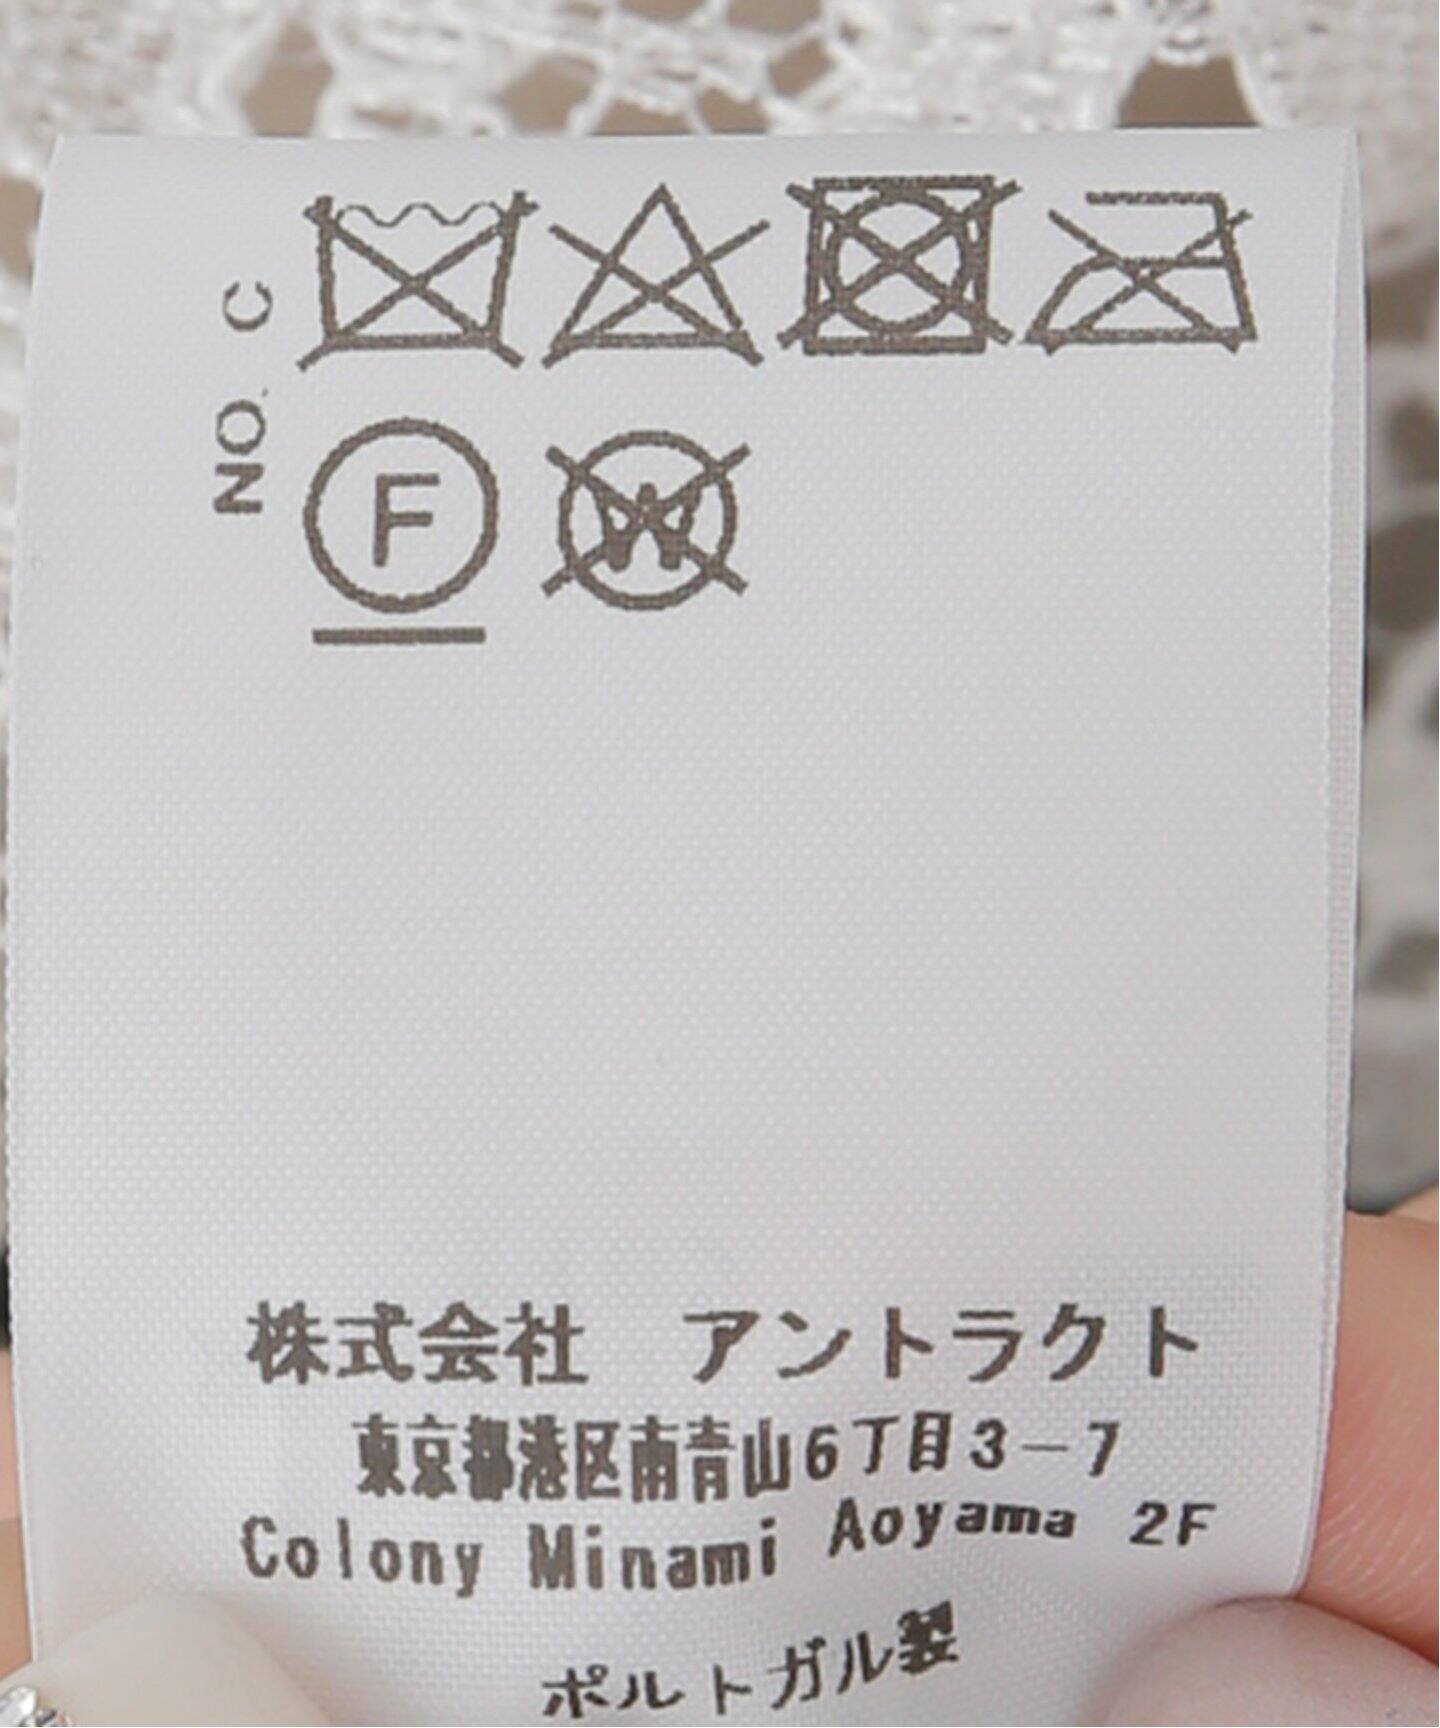 NO. C
F
W
株式会社 アントラクト
東京都港区南青山6丁目3-7
Colony Minami Aoyama 2F
ポルトガル製